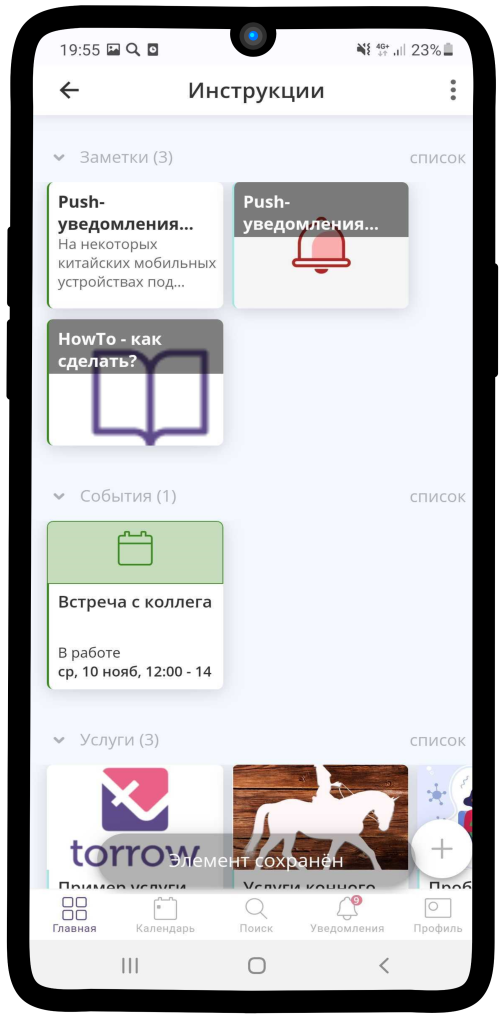 19:55
4G+
23%
Инструкции
Заметки (3)
список
Push-
уведомления...
На некоторых
китайских мобильных
устройствах под...
Push-
уведомления...
HowTo - как
сделать?
События (1)
список
Встреча с коллега
В работе
ср, 10 нояб, 12:00 - 14
Услуги (3)
список
torrow
Элемент сохранён
Пример услуги
Услуги конного
Проб
9
Главная
Календарь
Поиск
Уведомления
Профиль